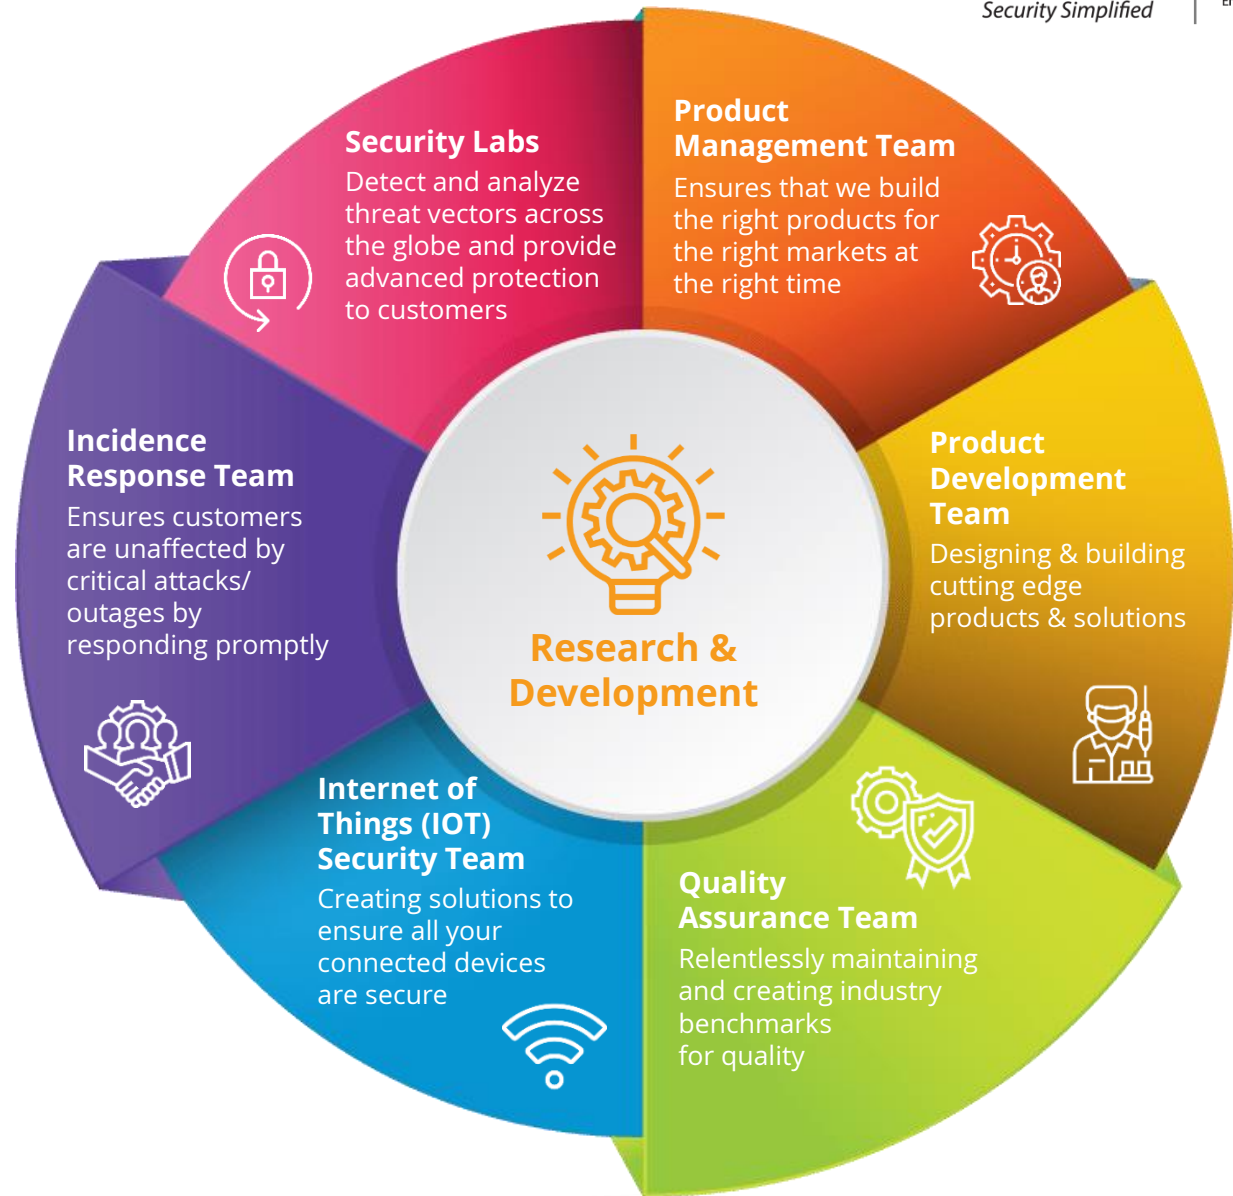 Security Simplified
Security Labs
Detect and analyze
threat vectors across
the globe and provide
advanced protection
to customers
Product
Management Team
Ensures that we build
the right products for
the right markets at
the right time
Product
Development
Team
Designing & building
cutting edge
products & solutions
Quality
Assurance Team
Relentlessly maintaining
and creating industry
benchmarks
for quality
Internet of
Things (IOT)
Security Team
Creating solutions to
ensure all your
connected devices
are secure
Incidence
Response Team
Ensures customers
are unaffected by
critical attacks/
outages by
responding promptly
Research &
Development